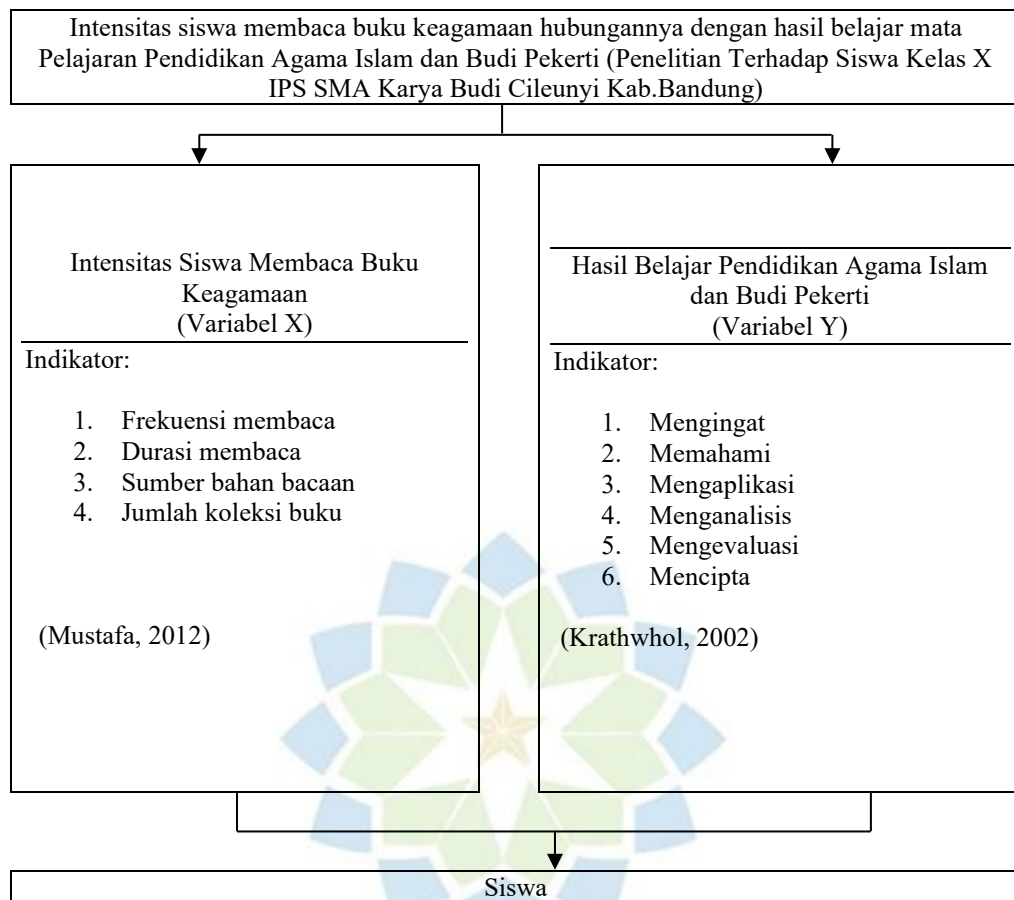 Intensitas siswa membaca buku keagamaan hubungannya dengan hasil belajar mata
Pelajaran Pendidikan Agama Islam dan Budi Pekerti (Penelitian Terhadap Siswa Kelas X
IPS SMA Karya Budi Cileunyi Kab.Bandung)
Intensitas Siswa Membaca Buku
Keagamaan
(Variabel X)
Indikator:
1. Frekuensi membaca
2. Durasi membaca
3. Sumber bahan bacaan
4. Jumlah koleksi buku
(Mustafa, 2012)
Hasil Belajar Pendidikan Agama Islam
dan Budi Pekerti
(Variabel Y)
Indikator:
1. Mengingat
2. Memahami
3. Mengaplikasi
4. Menganalisis
5. Mengevaluasi
6. Mencipta
(Krathwhol, 2002)
Siswa